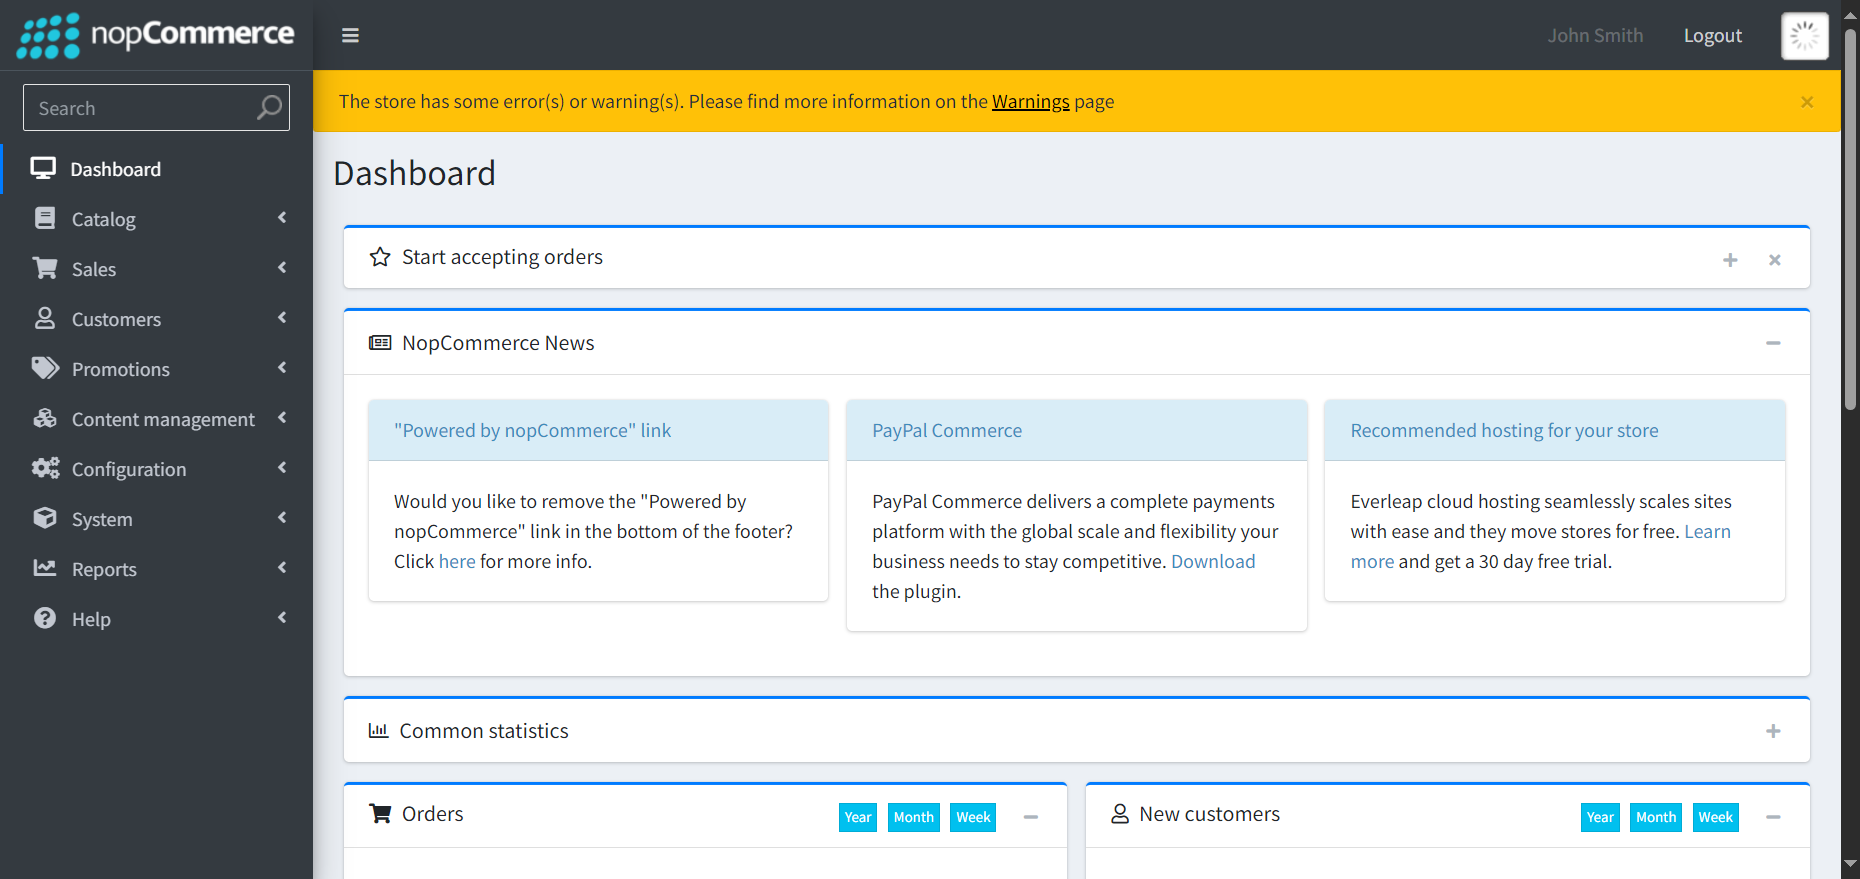 nopCommerce
John Smith
Logout
Search
The store has some error(s) or warning(s). Please find more information on the Warnings page
Dashboard
Catalog
Sales
Customers
Promotions
Content management
Configuration
System
Reports
Help
Dashboard
Start accepting orders
NopCommerce News
"Powered by nopCommerce" link
Would you like to remove the "Powered by
nopCommerce" link in the bottom of the footer?
Click here for more info.
PayPal Commerce
PayPal Commerce delivers a complete payments
platform with the global scale and flexibility your
business needs to stay competitive. Download
the plugin.
Recommended hosting for your store
Everleap cloud hosting seamlessly scales sites
with ease and they move stores for free. Learn
more and get a 30 day free trial.
Common statistics
Orders
Year Month Week
New customers
Year Month Week